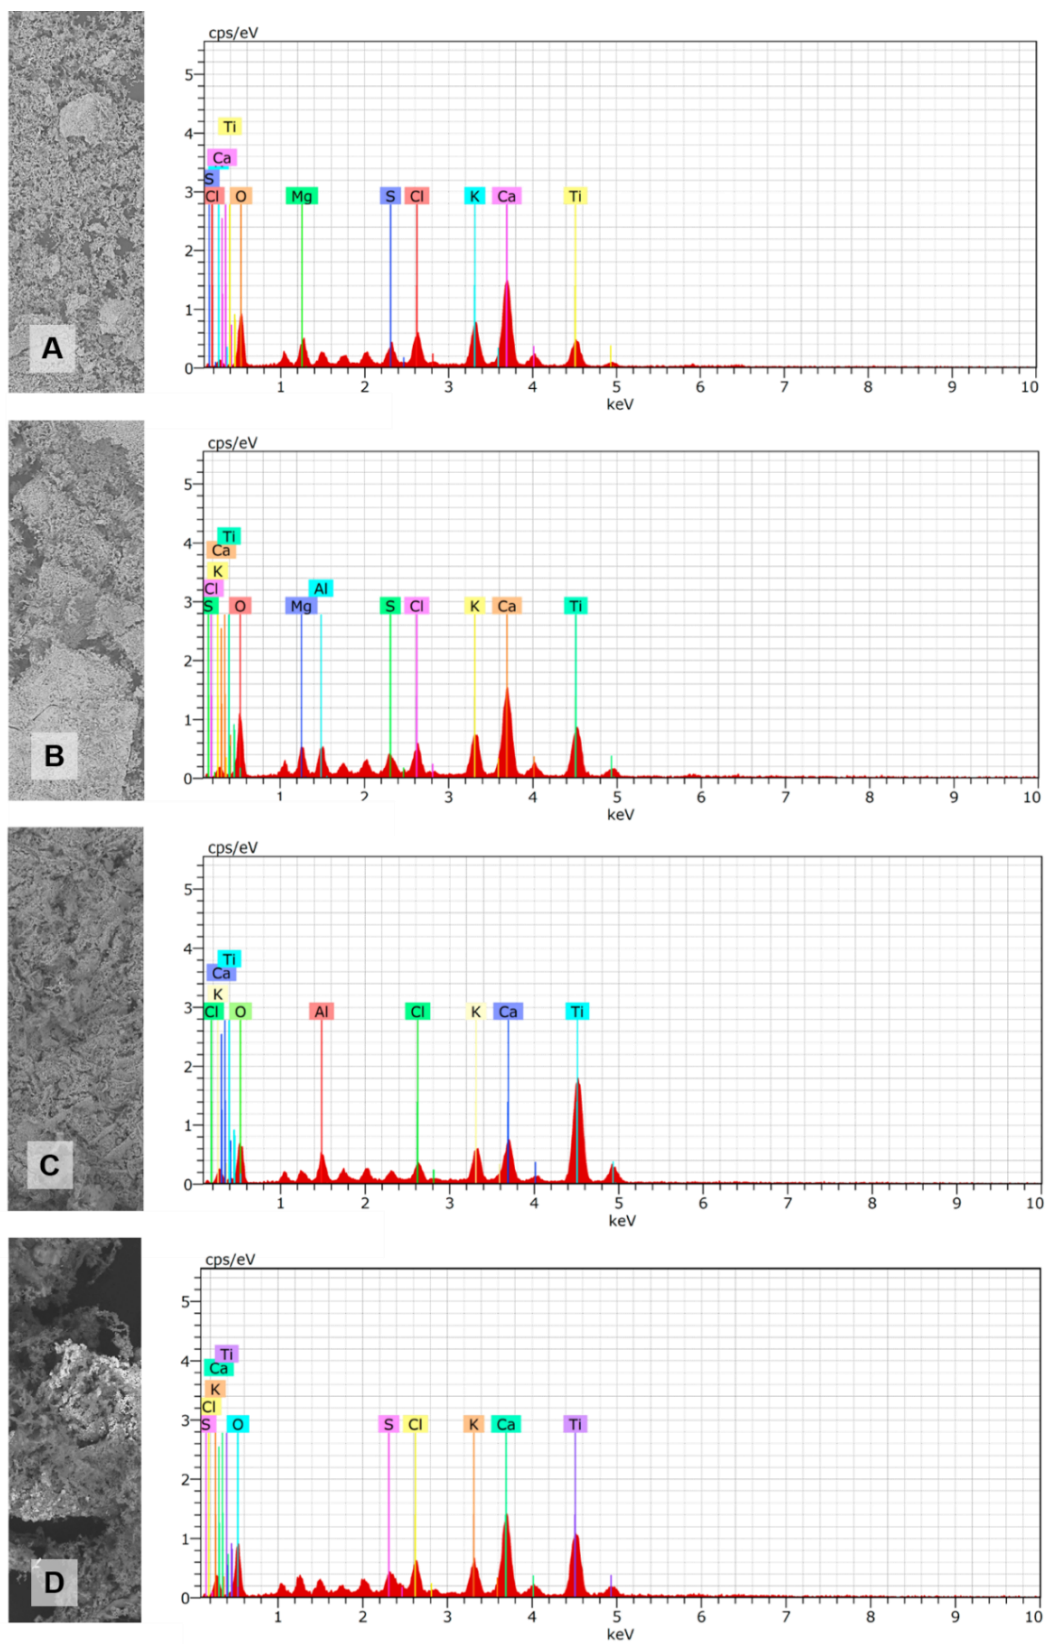 cps/eV
5
Ti
4
Ca
S
3
Cl O Mg S Cl K Ca Ti
2
1
A
0
1 2 3 4 5 6 7 8 9 10
keV
cps/eV
5
Ti
4
Ca
K
Cl Al
3
S O Mg S Cl K Ca Ti
2
1
B
0
1 2 3 4 5 6 7 8 9 10
keV
cps/eV
5
Ti
4
Ca
K
3
Cl O Al Cl K Ca Ti
2
1
C
0
1 2 3 4 5 6 7 8 9 10
keV
cps/eV
5
Ti
4
Ca
K
Cl
3
S O S Cl K Ca Ti
2
1
D
0
1 2 3 4 5 6 7 8 9 10
keV